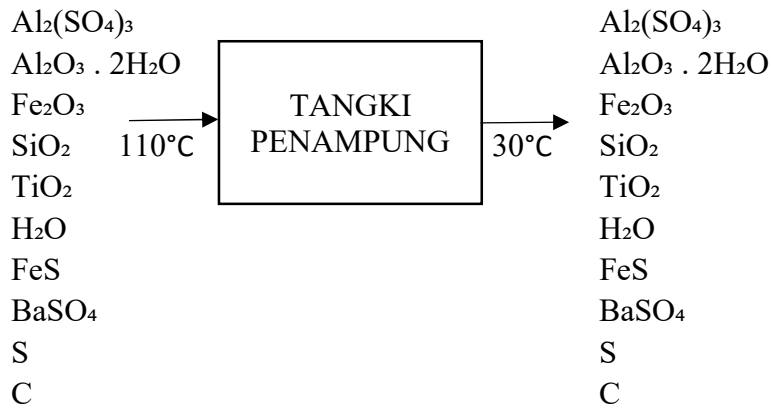 Al₂(SO₄)₃
Al₂O₃ . 2H₂O
Fe₂O₃
SiO₂
TiO₂
H₂O
FeS
BaSO₄
S
C
110°C
TANGKI
PENAMPUNG
30°C
Al₂(SO₄)₃
Al₂O₃ . 2H₂O
Fe₂O₃
SiO₂
TiO₂
H₂O
FeS
BaSO₄
S
C